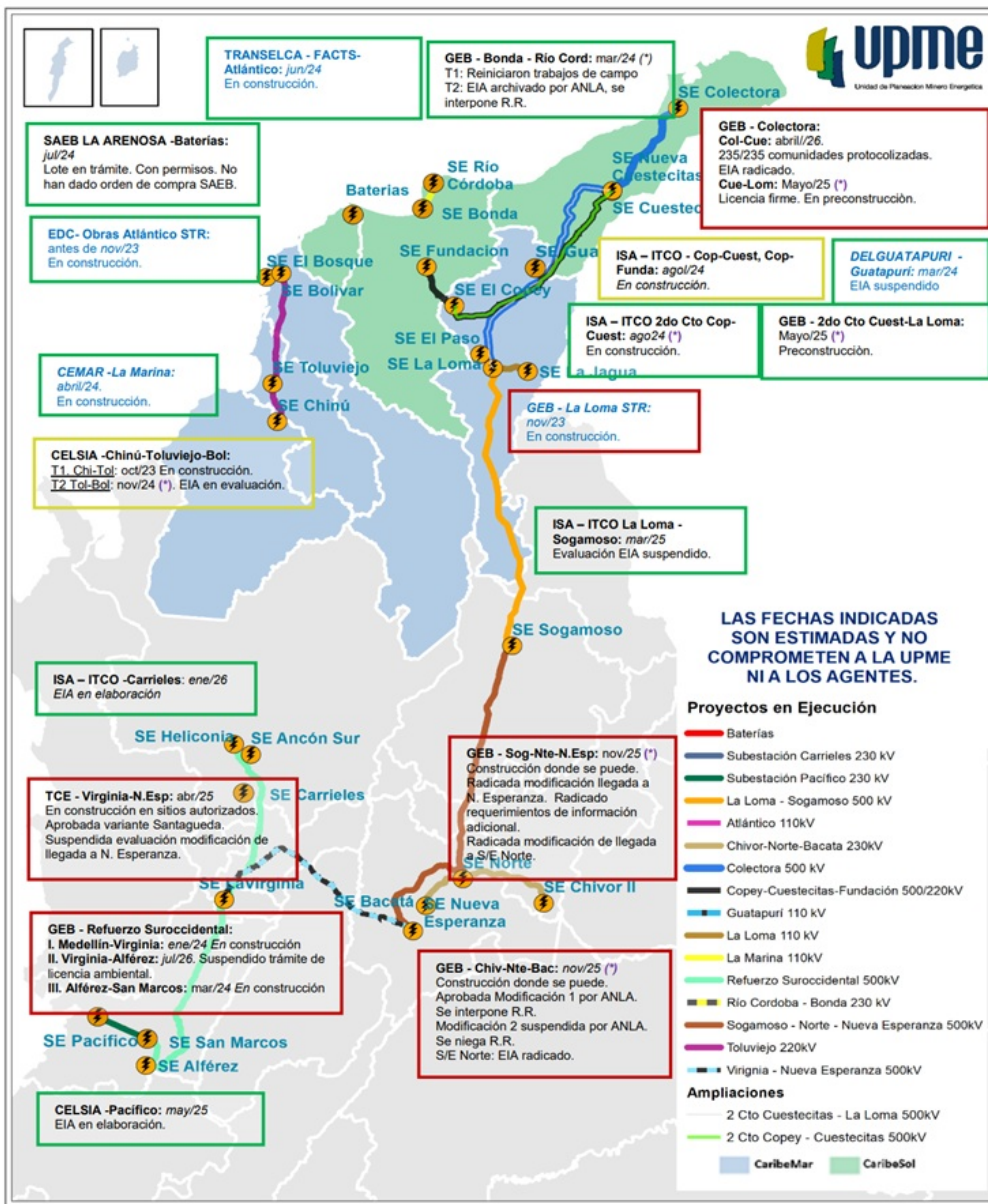 upme
Unidad de Planeacion Minero Energetica
TRANSELCA - FACTS-
Atlántico: jun/24
En construcción.
GEB - Bonda - Río Cord: mar/24 (*)
T1: Reiniciaron trabajos de campo
T2: EIA archivado por ANLA, se
interpone R.R.
SE Colectora
GEB - Colectora:
Col-Cue: abril//26.
235/235 comunidades protocolizadas.
EIA radicado.
Cue-Lom: Mayo/25 (*)
Licencia firme. En preconstrucciòn.
SAEB LA ARENOSA -Baterías:
jul/24
Lote en trámite. Con permisos. No
han dado orden de compra SAEB.
Baterias
SE Río
Córdoba
SE Bonda
SE Nueva
Cuestecitas
SE Cuestec
EDC- Obras Atlántico STR:
antes de nov/23
En construcción.
SE El Bosque
SE Bolivar
SE Fundacion
SE Gua
SE El Copey
ISA – ITCO - Cop-Cuest, Cop-
Funda: agol/24
En construcción.
DELGUATAPURI -
Guatapurí: mar/24
EIA suspendido
ISA – ITCO 2do Cto Cop-
Cuest: ago24 (*)
En construcción.
GEB - 2do Cto Cuest-La Loma:
Mayo/25 (*)
Preconstrucciòn.
SE El Paso
SE La Loma
SE La Jagua
CEMAR -La Marina:
abril/24.
En construcción.
SE Toluviejo
SE Chinú
GEB - La Loma STR:
nov/23
En construcción.
CELSIA -Chinú-Toluviejo-Bol:
T1. Chi-Tol: oct/23 En construcción.
T2 Tol-Bol: nov/24 (*). EIA en evaluación.
ISA – ITCO La Loma -
Sogamoso: mar/25
Evaluación EIA suspendido.
SE Sogamoso
LAS FECHAS INDICADAS
SON ESTIMADAS Y NO
COMPROMETEN A LA UPME
NI A LOS AGENTES.
ISA – ITCO -Carrieles: ene/26
EIA en elaboración
SE Heliconia
SE Ancón Sur
SE Carrieles
TCE - Virginia-N.Esp: abr/25
En construcción en sitios autorizados.
Aprobada variante Santagueda.
Suspendida evaluación modificación de
llegada a N. Esperanza.
GEB - Sog-Nte-N.Esp: nov/25 (*)
Construcción donde se puede.
Radicada modificación llegada a
N. Esperanza. Radicado
requerimientos de información
adicional.
Radicada modificación de llegada
a S/E Norte.
SE Norte
SE LaVirginia
SE Bacatá
SE Nueva
Esperanza
SE Chivor II
GEB - Refuerzo Suroccidental:
I. Medellín-Virginia: ene/24 En construcción
II. Virginia-Alférez: jul/26. Suspendido trámite de
licencia ambiental.
III. Alférez-San Marcos: mar/24 En construcción
GEB - Chiv-Nte-Bac: nov/25 (*)
Construcción donde se puede.
Aprobada Modificación 1 por ANLA.
Se interpone R.R.
Modificación 2 suspendida por ANLA.
Se niega R.R.
S/E Norte: EIA radicado.
SE Pacífico
SE San Marcos
SE Alférez
CELSIA -Pacífico: may/25
EIA en elaboración.
Proyectos en Ejecución
Baterías
Subestación Carrieles 230 kV
Subestación Pacífico 230 kV
La Loma - Sogamoso 500 kV
Atlántico 110kV
Chivor-Norte-Bacata 230kV
Colectora 500 kV
Copey-Cuestecitas-Fundación 500/220kV
Guatapurí 110 kV
La Loma 110 kV
La Marina 110kV
Refuerzo Suroccidental 500kV
Río Cordoba - Bonda 230 kV
Sogamoso - Norte - Nueva Esperanza 500kV
Toluviejo 220kV
Virignia - Nueva Esperanza 500kV
Ampliaciones
2 Cto Cuestecitas - La Loma 500kV
2 Cto Copey - Cuestecitas 500kV
CaribeMar
CaribeSol